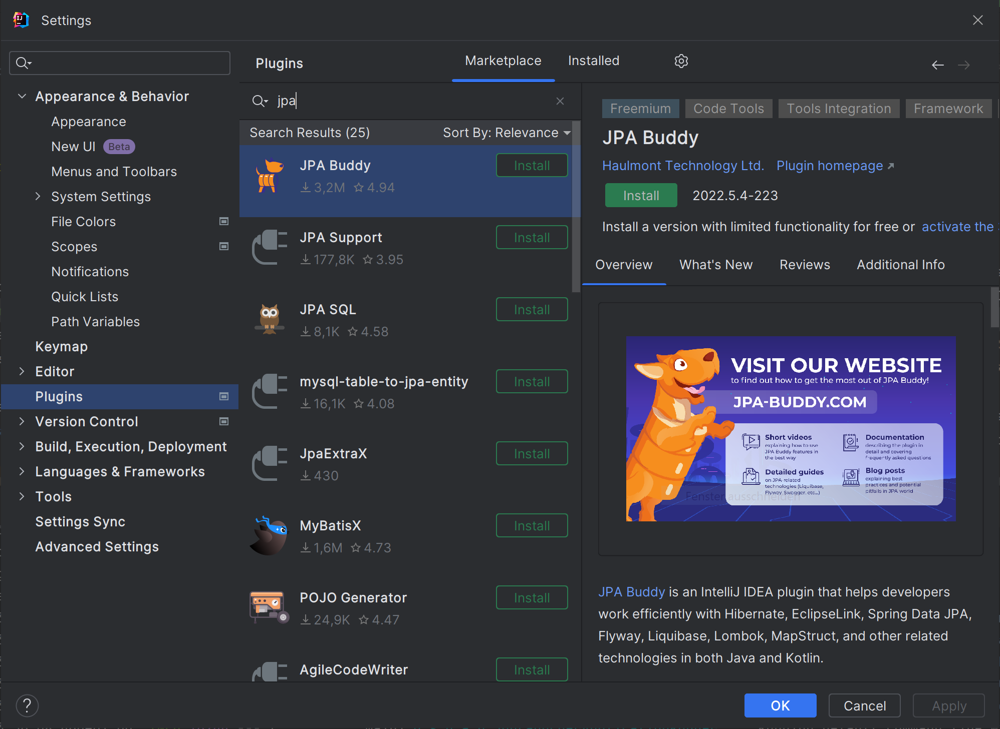 IJ
Settings
Appearance & Behavior
Appearance
New UI Beta
Menus and Toolbars
System Settings
File Colors
Scopes
Notifications
Quick Lists
Path Variables
Keymap
Editor
Plugins
Version Control
Build, Execution, Deployment
Languages & Frameworks
Tools
Settings Sync
Advanced Settings
Plugins
Marketplace
Installed
jpa
Search Results (25)
Sort By: Relevance
JPA Buddy
Install
3,2M 4.94
JPA Support
Install
177,8K 3.95
JPA SQL
Install
8,1K 4.58
mysql-table-to-jpa-entity
Install
16,1K 4.08
JpaExtraX
Install
430
MyBatisX
Install
1,6M 4.73
POJO Generator
Install
24,9K 4.47
AgileCodeWriter
Install
Freemium Code Tools Tools Integration Framework
JPA Buddy
Haulmont Technology Ltd. Plugin homepage
Install 2022.5.4-223
Install a version with limited functionality for free or activate the
Overview What's New Reviews Additional Info
VISIT OUR WEBSITE
to find out how to get the most out of JPA Buddy!
JPA-BUDDY.COM
Short videos
explaining how to use
JPA Buddy features in
the best way
Documentation
describing the plugin in
detail and covering
frequently asked questions
Detailed guides
on JPA-related
technologies (Liquibase,
Flyway, Swagger, etc...)
Blog posts
explaining best
practices and potential
pitfalls in JPA world
Fenster ausschneiden
JPA Buddy is an IntelliJ IDEA plugin that helps developers
work efficiently with Hibernate, EclipseLink, Spring Data JPA,
Flyway, Liquibase, Lombok, MapStruct, and other related
technologies in both Java and Kotlin.
?
OK
Cancel
Apply